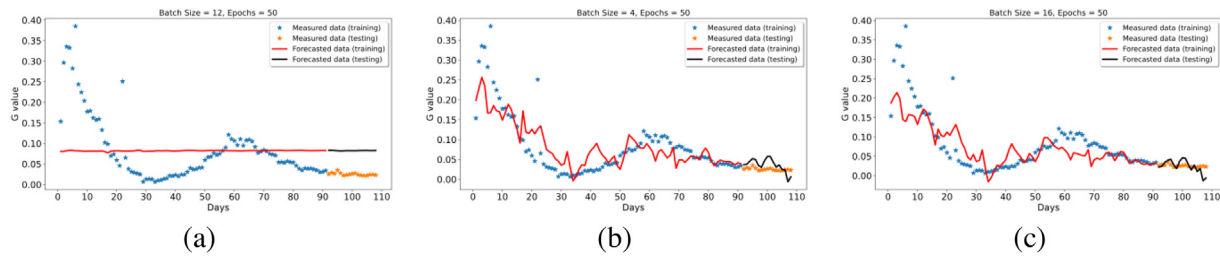 Batch Size = 12, Epochs = 50
Measured data (training)
Measured data (testing)
Forecasted data (training)
Forecasted data (testing)
G value
0.40
0.35
0.30
0.25
0.20
0.15
0.10
0.05
0.00
0 10 20 30 40 50 60 70 80 90 100 110
Days
(a)
Batch Size = 4, Epochs = 50
Measured data (training)
Measured data (testing)
Forecasted data (training)
Forecasted data (testing)
G value
0.40
0.35
0.30
0.25
0.20
0.15
0.10
0.05
0.00
0 10 20 30 40 50 60 70 80 90 100 110
Days
(b)
Batch Size = 16, Epochs = 50
Measured data (training)
Measured data (testing)
Forecasted data (training)
Forecasted data (testing)
G value
0.40
0.35
0.30
0.25
0.20
0.15
0.10
0.05
0.00
0 10 20 30 40 50 60 70 80 90 100 110
Days
(c)